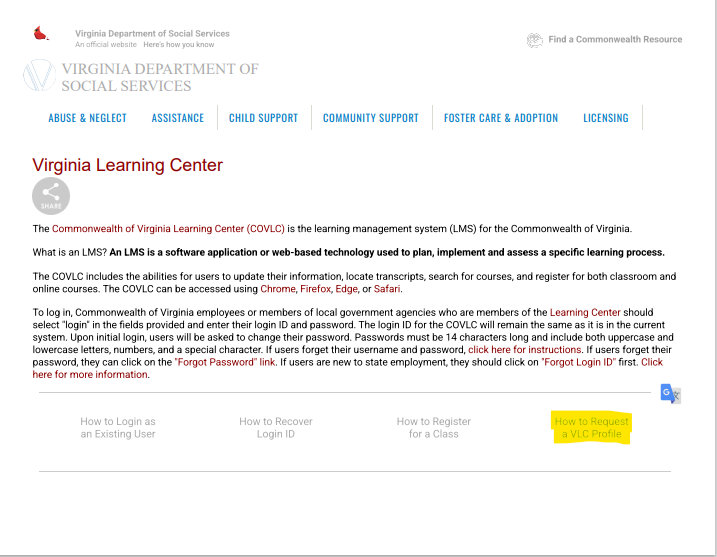 Virginia Department of Social Services
An official website Here's how you know
Find a Commonwealth Resource
VIRGINIA DEPARTMENT OF
SOCIAL SERVICES
ABUSE & NEGLECT ASSISTANCE CHILD SUPPORT COMMUNITY SUPPORT FOSTER CARE & ADOPTION LICENSING
Virginia Learning Center
SHARE
The Commonwealth of Virginia Learning Center (COVLC) is the learning management system (LMS) for the Commonwealth of Virginia.
What is an LMS? An LMS is a software application or web-based technology used to plan, implement and assess a specific learning process.
The COVLC includes the abilities for users to update their information, locate transcripts, search for courses, and register for both classroom and
online courses. The COVLC can be accessed using Chrome, Firefox, Edge, or Safari.
To log in, Commonwealth of Virginia employees or members of local government agencies who are members of the Learning Center should
select "login" in the fields provided and enter their login ID and password. The login ID for the COVLC will remain the same as it is in the current
system. Upon initial login, users will be asked to change their password. Passwords must be 14 characters long and include both uppercase and
lowercase letters, numbers, and a special character. If users forget their username and password, click here for instructions. If users forget their
password, they can click on the "Forgot Password" link. If users are new to state employment, they should click on "Forgot Login ID" first. Click
here for more information.
G 文
How to Login as
an Existing User
How to Recover
Login ID
How to Register
for a Class
How to Request
a VLC Profile